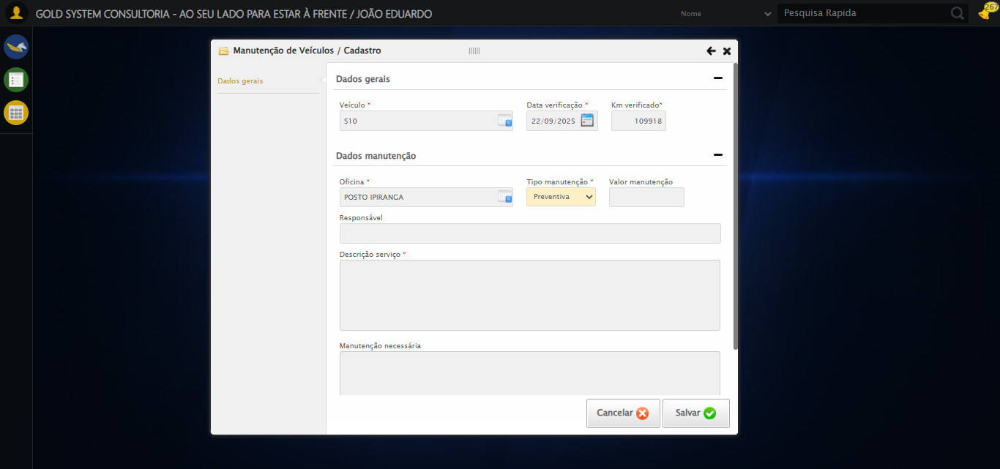 GOLD SYSTEM CONSULTORIA - AO SEU LADO PARA ESTAR À FRENTE / JOÃO EDUARDO
Nome
Pesquisa Rapida
267
Manutenção de Veículos / Cadastro
Dados gerais
Dados gerais
Veículo *
Data verificação *
Km verificado*
S10
22/09/2025
109918
Dados manutenção
Oficina *
Tipo manutenção *
Valor manutenção
POSTO IPIRANGA
Preventiva
Responsável
Descrição serviço *
Manutenção necessária
Cancelar
Salvar